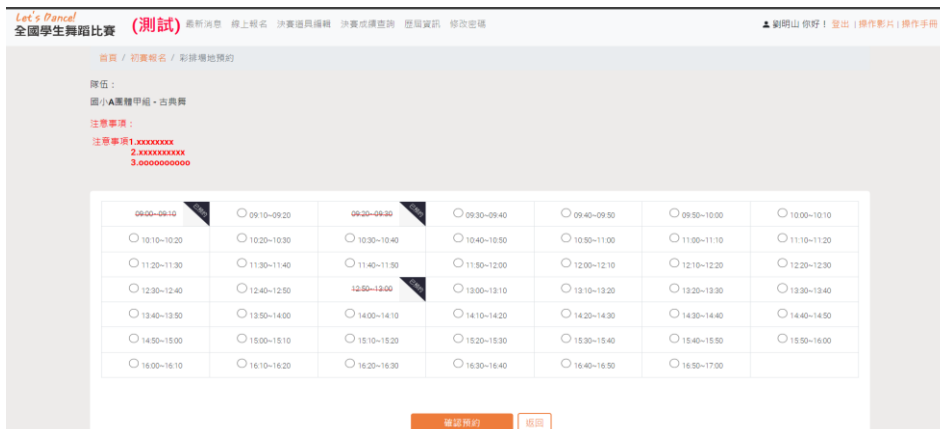 Let's Dance!
全國學生舞蹈比賽 (測試) 最新消息 線上報名 決賽道具編輯 決賽成績查詢 歷屆資訊 修改密碼 劉明山 你好！ 登出 | 操作影片 | 操作手冊
首頁 / 初賽報名 / 彩排場地預約
隊伍：
國小A團體甲組 - 古典舞
注意事項：
注意事項1.xxxxxxxx
2.xxxxxxxxxx
3.oooooooooo
09:00~09:10 已預約 09:10~09:20 09:20~09:30 已預約 09:30~09:40 09:40~09:50 09:50~10:00 10:00~10:10
10:10~10:20 10:20~10:30 10:30~10:40 10:40~10:50 10:50~11:00 11:00~11:10 11:10~11:20
11:20~11:30 11:30~11:40 11:40~11:50 11:50~12:00 12:00~12:10 12:10~12:20 12:20~12:30
12:30~12:40 12:40~12:50 12:50~13:00 已預約 13:00~13:10 13:10~13:20 13:20~13:30 13:30~13:40
13:40~13:50 13:50~14:00 14:00~14:10 14:10~14:20 14:20~14:30 14:30~14:40 14:40~14:50
14:50~15:00 15:00~15:10 15:10~15:20 15:20~15:30 15:30~15:40 15:40~15:50 15:50~16:00
16:00~16:10 16:10~16:20 16:20~16:30 16:30~16:40 16:40~16:50 16:50~17:00
確認預約 返回